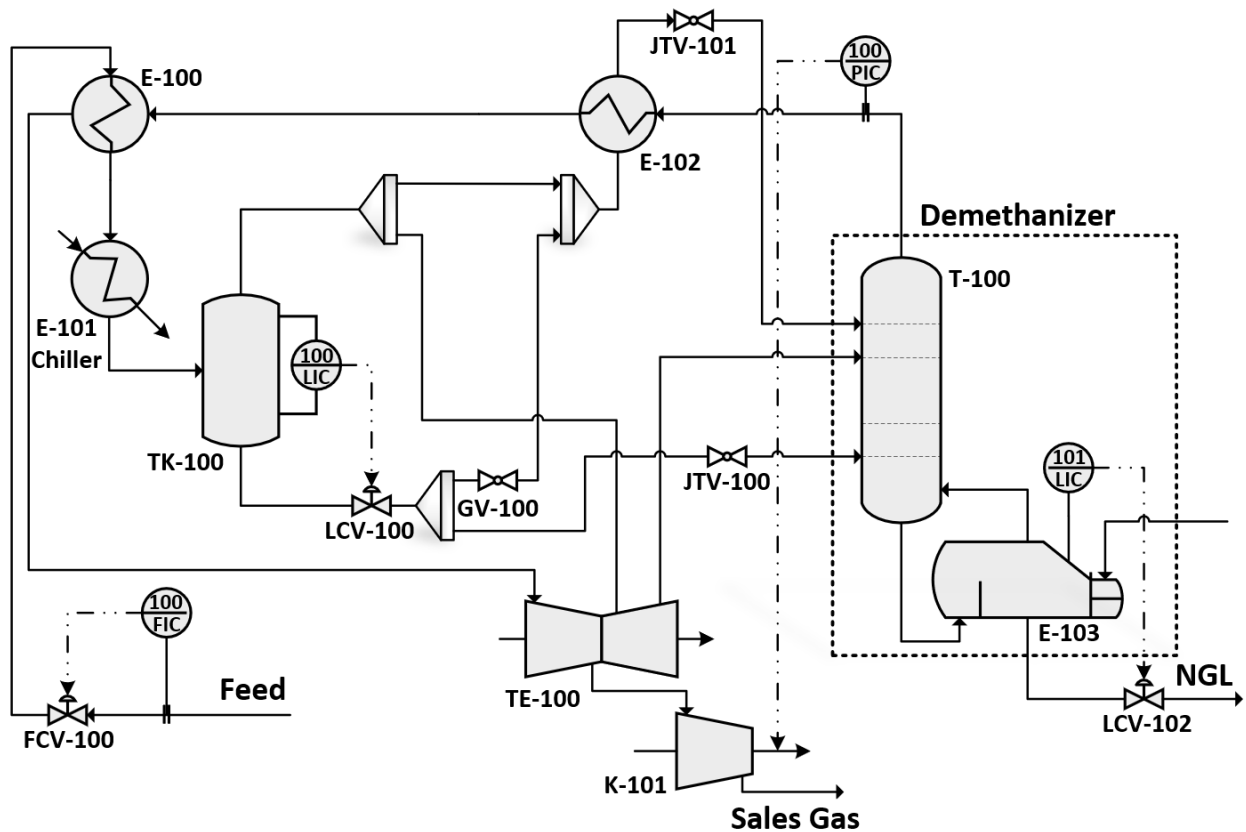 JTV-101
100
PIC
E-100
E-102
Demethanizer
T-100
E-101
Chiller
100
LIC
TK-100
LCV-100
GV-100
JTV-100
101
LIC
100
FIC
E-103
Feed
TE-100
NGL
FCV-100
LCV-102
K-101
Sales Gas